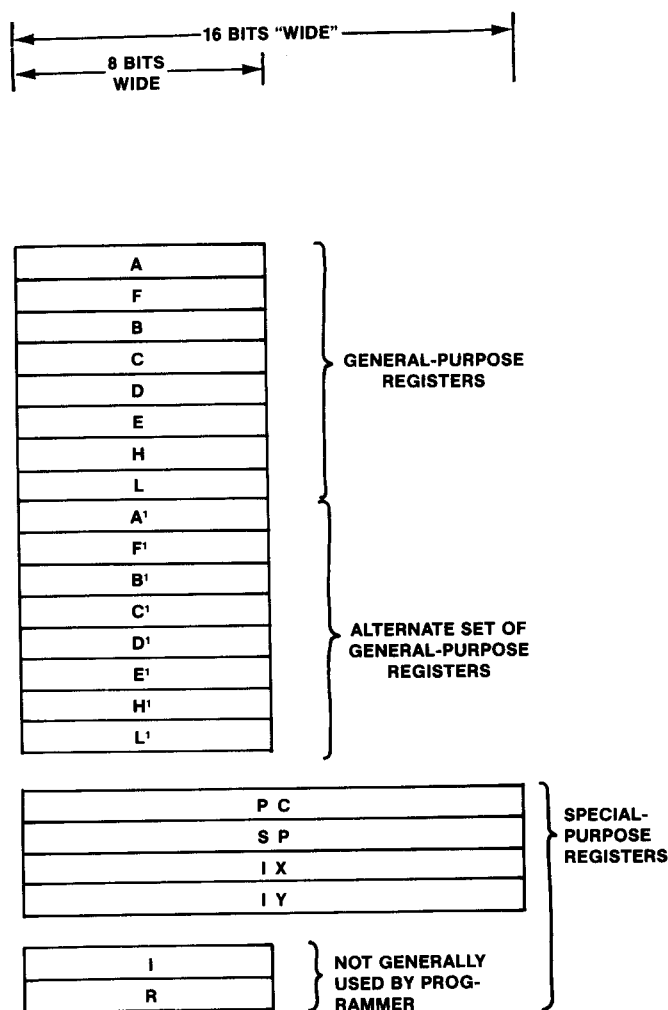 16 BITS “WIDE”
8 BITS
WIDE
A
F
B
C
D
E
H
L
GENERAL-PURPOSE
REGISTERS
A¹
F¹
B¹
C¹
D¹
E¹
H¹
L¹
ALTERNATE SET OF
GENERAL-PURPOSE
REGISTERS
P C
S P
I X
I Y
SPECIAL-
PURPOSE
REGISTERS
I
R
NOT GENERALLY
USED BY PROG-
RAMMER